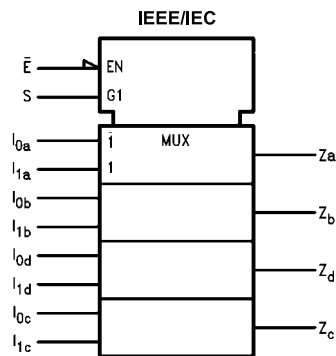 IEEE/IEC
Ē EN
S G1
I0a 1̄ MUX
I1a 1 Za
I0b
I1b Zb
I0d
I1d Zd
I0c
I1c Zc